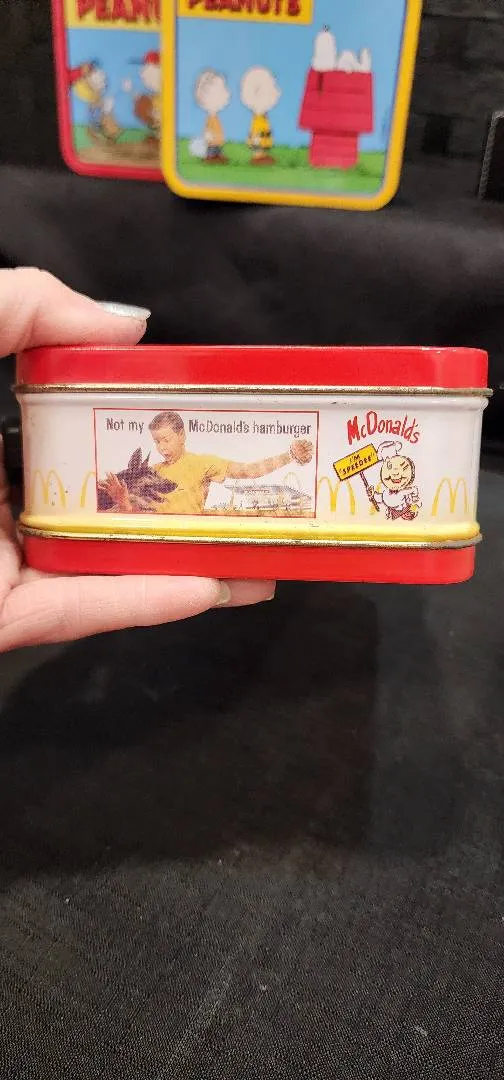 PEANUTS
PEANUTS
Not my McDonald's hamburger
McDonald's
I'M
"SPEEDEE"